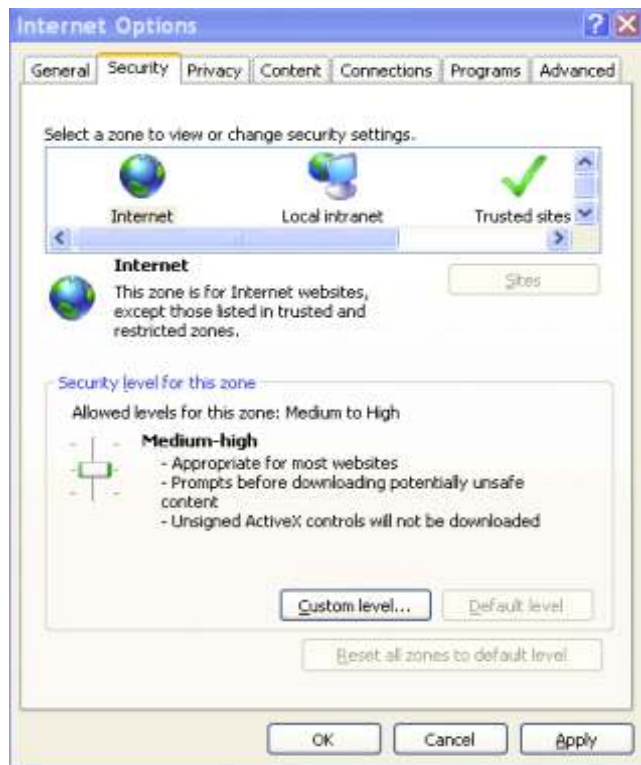 Internet Options
General Security Privacy Content Connections Programs Advanced
Select a zone to view or change security settings.
Internet Local intranet Trusted sites
Internet
Sites
This zone is for Internet websites,
except those listed in trusted and
restricted zones.
Security level for this zone
Allowed levels for this zone: Medium to High
Medium-high
- Appropriate for most websites
- Prompts before downloading potentially unsafe
content
- Unsigned ActiveX controls will not be downloaded
Custom level... Default level
Reset all zones to default level
OK Cancel Apply